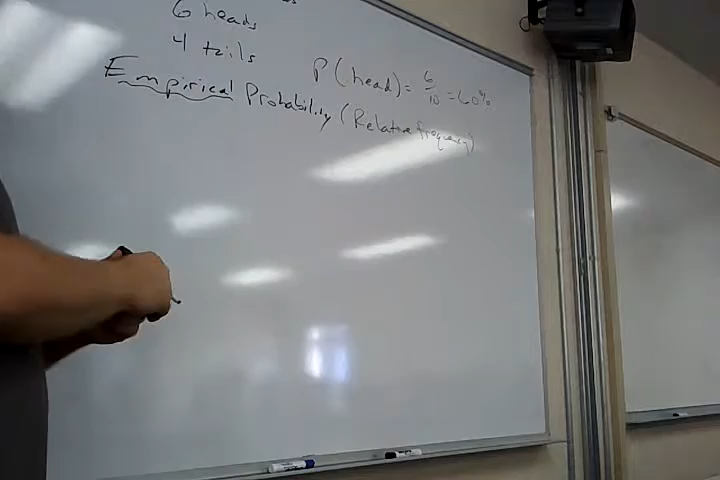 6 heads
4 tails
P(head) = 6/10 = 60%
Empirical Probability (Relative frequency)